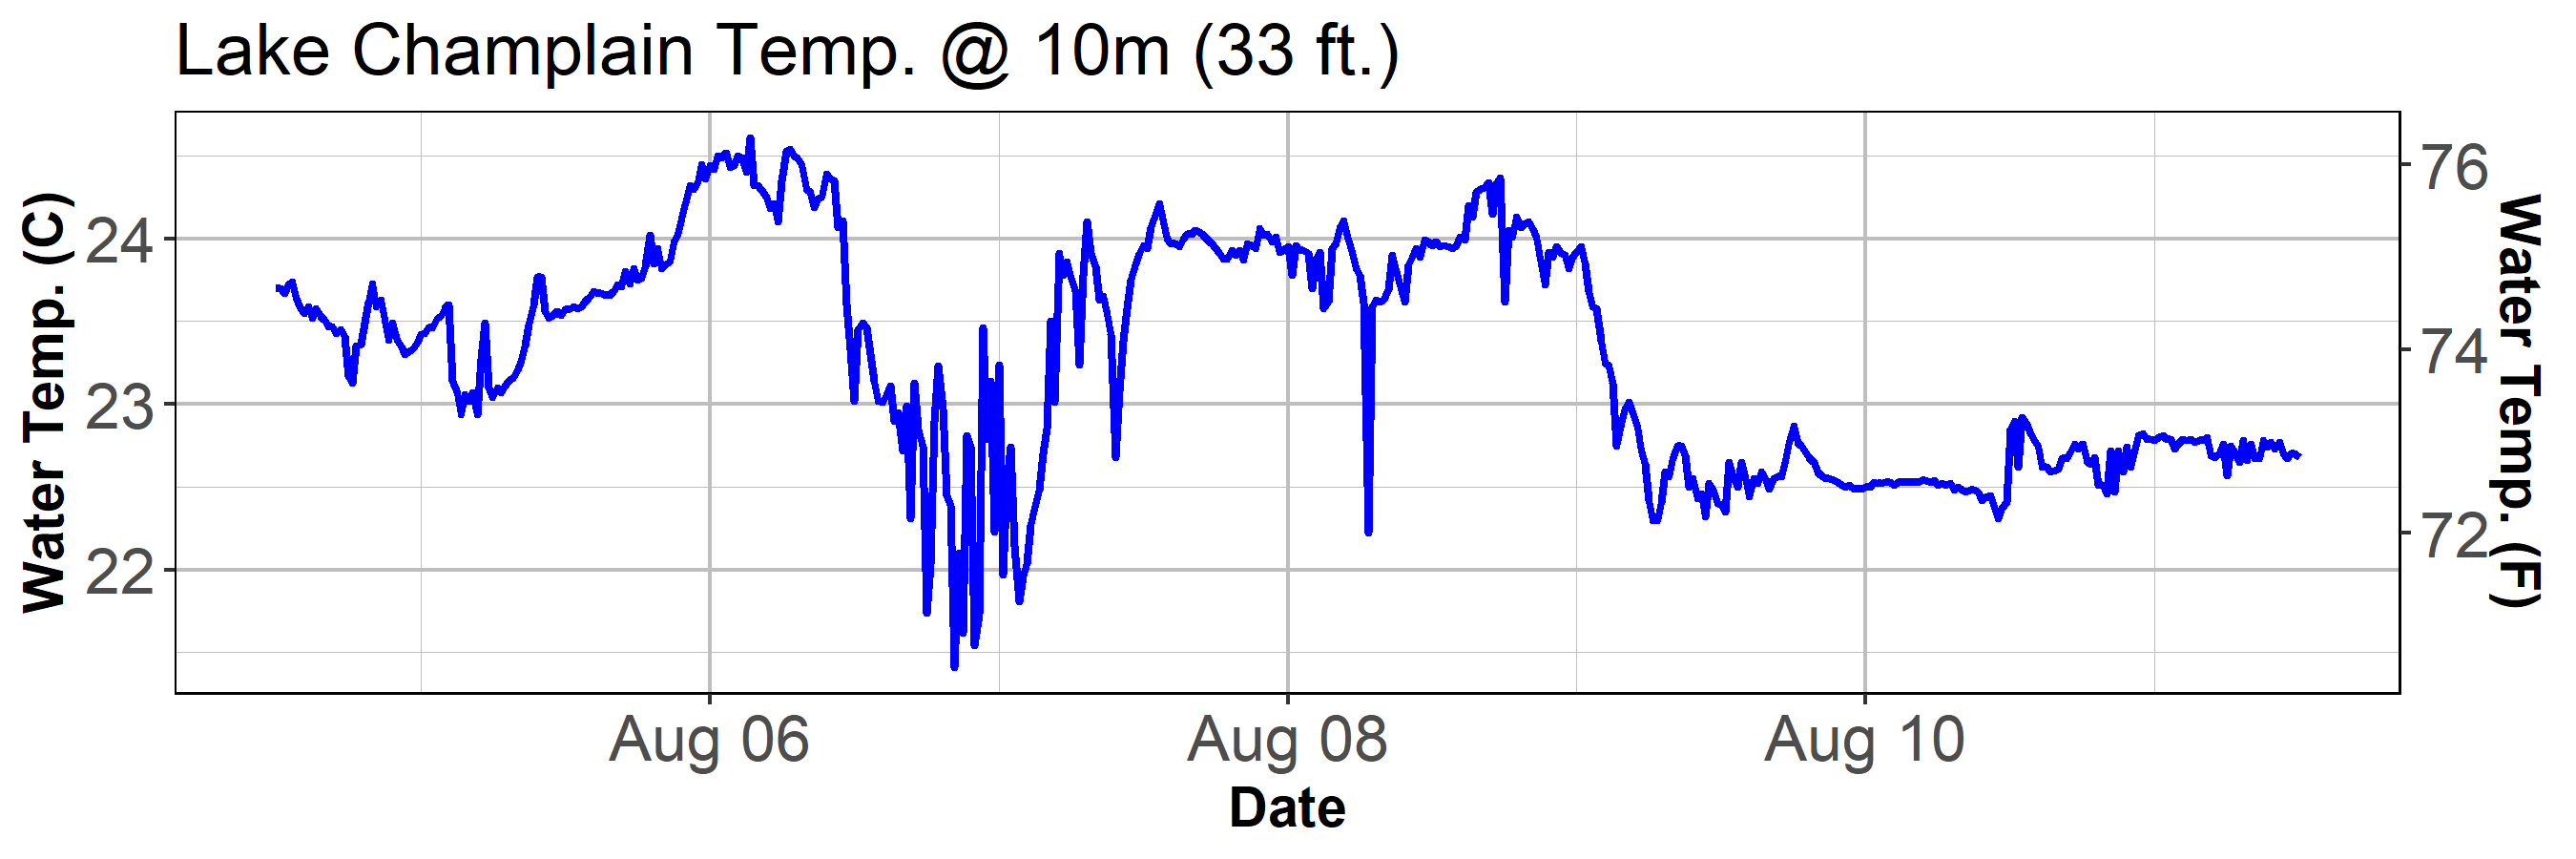 Lake Champlain Temp. @ 10m (33 ft.)
Water Temp. (C)
24
23
22
76
74
72
Water Temp. (F)
Aug 06
Aug 08
Aug 10
Date